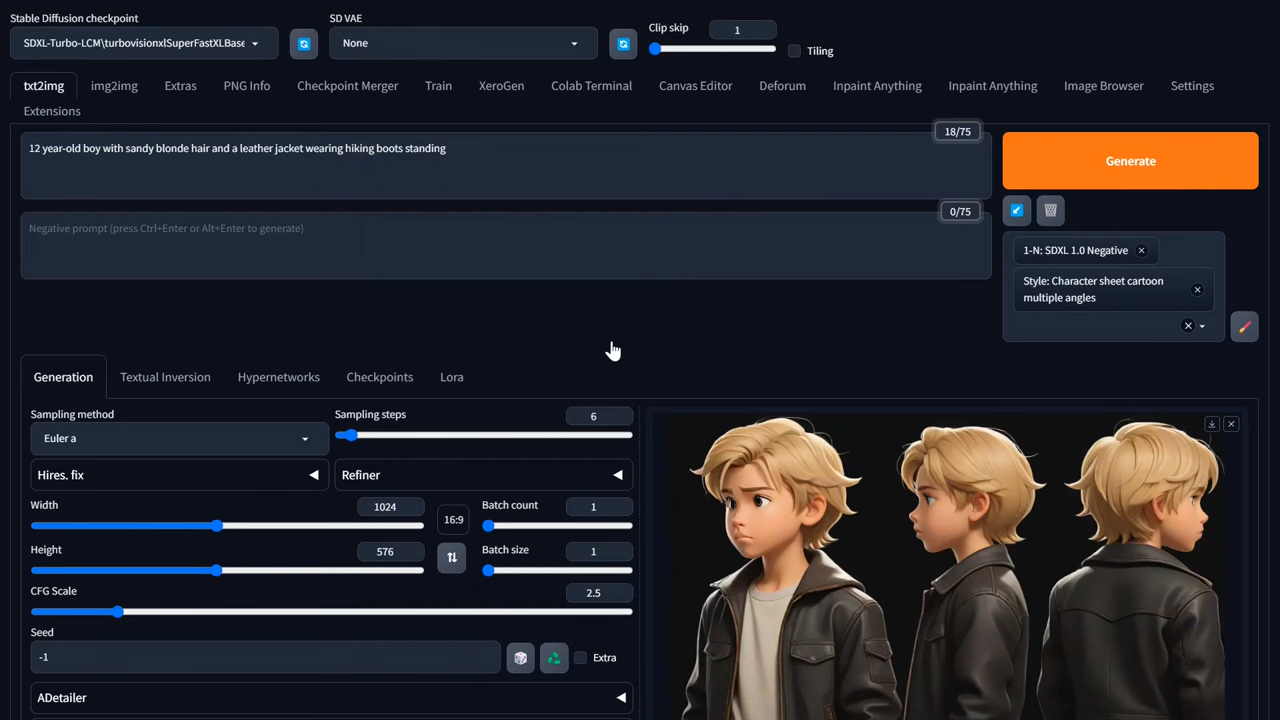 Stable Diffusion checkpoint
SDXL-Turbo-LCM\turbovisionxlSuperFastXLBase
SD VAE
None
Clip skip
1
Tiling
txt2img
img2img
Extras
PNG Info
Checkpoint Merger
Train
XeroGen
Colab Terminal
Canvas Editor
Deforum
Inpaint Anything
Inpaint Anything
Image Browser
Settings
Extensions
18/75
12 year-old boy with sandy blonde hair and a leather jacket wearing hiking boots standing
Generate
0/75
Negative prompt (press Ctrl+Enter or Alt+Enter to generate)
1-N: SDXL 1.0 Negative
Style: Character sheet cartoon
multiple angles
Generation
Textual Inversion
Hypernetworks
Checkpoints
Lora
Sampling method
Euler a
Sampling steps
6
Hires. fix
Refiner
Width
1024
16:9
Batch count
1
Height
576
Batch size
1
CFG Scale
2.5
Seed
-1
Extra
ADetailer